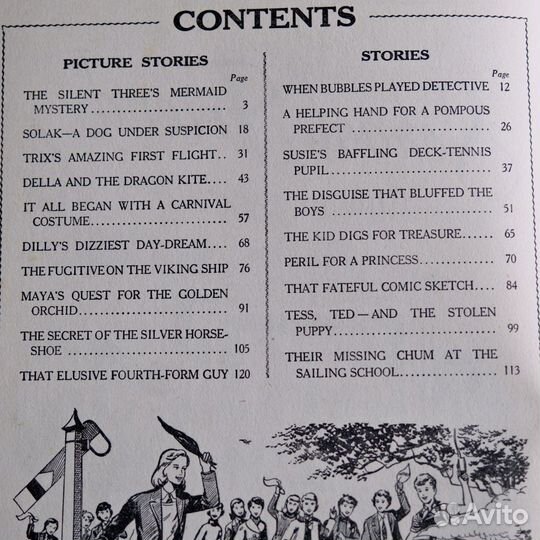 CONTENTS
PICTURE STORIES
Page
THE SILENT THREE'S MERMAID
MYSTERY.................... 3
SOLAK—A DOG UNDER SUSPICION 18
TRIX'S AMAZING FIRST FLIGHT.. 31
DELLA AND THE DRAGON KITE.... 43
IT ALL BEGAN WITH A CARNIVAL
COSTUME.................... 57
DILLY'S DIZZIEST DAY-DREAM.... 68
THE FUGITIVE ON THE VIKING SHIP 76
MAYA'S QUEST FOR THE GOLDEN
ORCHID..................... 91
THE SECRET OF THE SILVER HORSE-
SHOE ...................... 105
THAT ELUSIVE FOURTH-FORM GUY 120
STORIES
Page
WHEN BUBBLES PLAYED DETECTIVE 12
A HELPING HAND FOR A POMPOUS
PREFECT .................... 26
SUSIE'S BAFFLING DECK-TENNIS
PUPIL....................... 37
THE DISGUISE THAT BLUFFED THE
BOYS ....................... 51
THE KID DIGS FOR TREASURE..... 65
PERIL FOR A PRINCESS.......... 70
THAT FATEFUL COMIC SKETCH.... 84
TESS, TED—AND THE STOLEN
PUPPY ...................... 99
THEIR MISSING CHUM AT THE
SAILING SCHOOL.............. 113
Avito